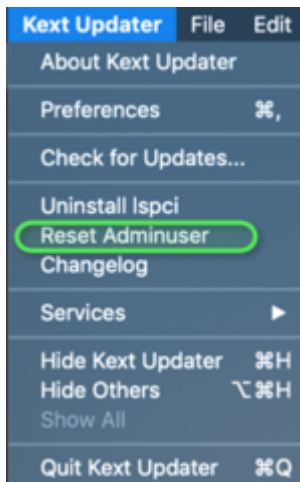 Kext Updater File Edit
About Kext Updater
Preferences ⌘,
Check for Updates...
Uninstall lspci
Reset Adminuser
Changelog
Services ▶
Hide Kext Updater ⌘H
Hide Others ⌥⌘H
Show All
Quit Kext Updater ⌘Q